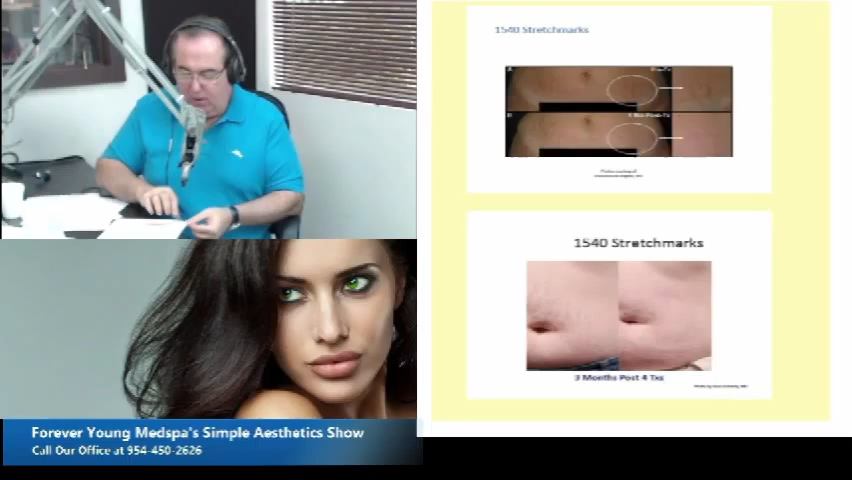 1540 Stretchmarks
A
B
1540 Stretchmarks
3 Months Post 4 Txs
Forever Young Medspa's Simple Aesthetics Show
Call Our Office at 954-450-2626